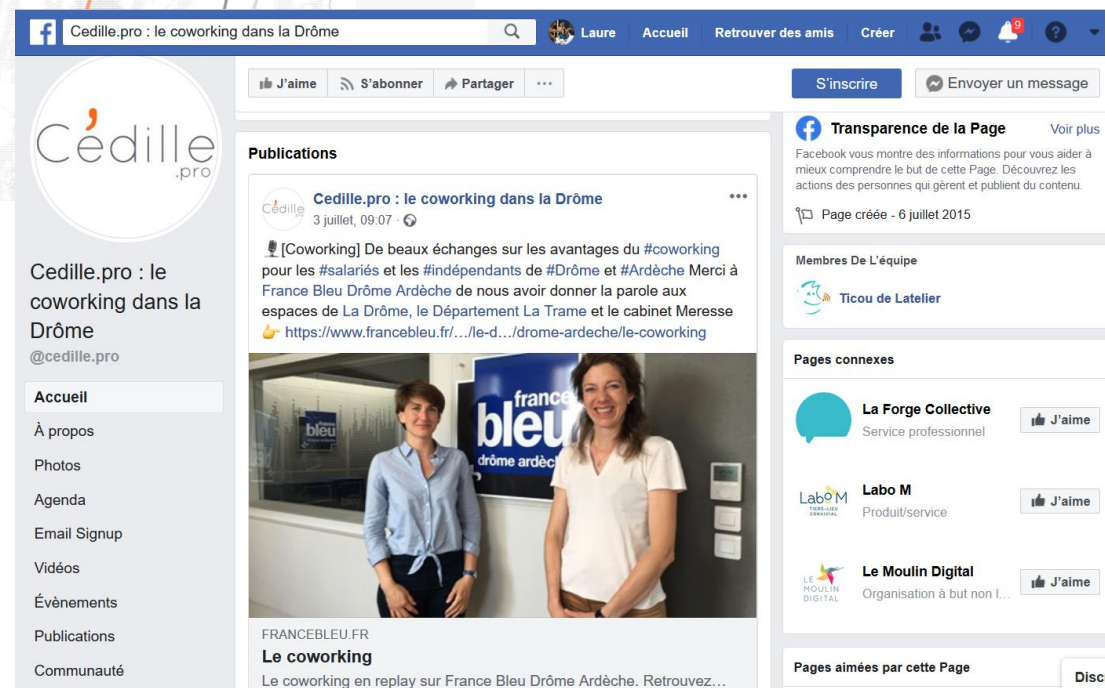 Cedille.pro : le coworking dans la Drôme
Laure
Accueil
Retrouver des amis
Créer
9
?
Cédille
.pro
Cedille.pro : le
coworking dans la
Drôme
@cedille.pro
Accueil
À propos
Photos
Agenda
Email Signup
Vidéos
Évènements
Publications
Communauté
J'aime
S'abonner
Partager
...
S'inscrire
Envoyer un message
Publications
Cédille
Cedille.pro : le coworking dans la Drôme
3 juillet, 09:07 ·
[Coworking] De beaux échanges sur les avantages du #coworking
pour les #salariés et les #indépendants de #Drôme et #Ardèche Merci à
France Bleu Drôme Ardèche de nous avoir donner la parole aux
espaces de La Drôme, le Département La Trame et le cabinet Meresse
https://www.francebleu.fr/…/le-d…/drome-ardeche/le-coworking
bleu
france
bleu
drôme ardèc
FRANCEBLEU.FR
Le coworking
Le coworking en replay sur France Bleu Drôme Ardèche. Retrouvez…
Transparence de la Page
Voir plus
Facebook vous montre des informations pour vous aider à
mieux comprendre le but de cette Page. Découvrez les
actions des personnes qui gèrent et publient du contenu.
Page créée - 6 juillet 2015
Membres De L'équipe
Ticou de Latelier
Pages connexes
La Forge Collective
Service professionnel
J'aime
Labo M
TIERS-LIEU
CONVIVIAL
Labo M
Produit/service
J'aime
LE
MOULIN
DIGITAL
Le Moulin Digital
Organisation à but non l…
J'aime
Pages aimées par cette Page
Disc